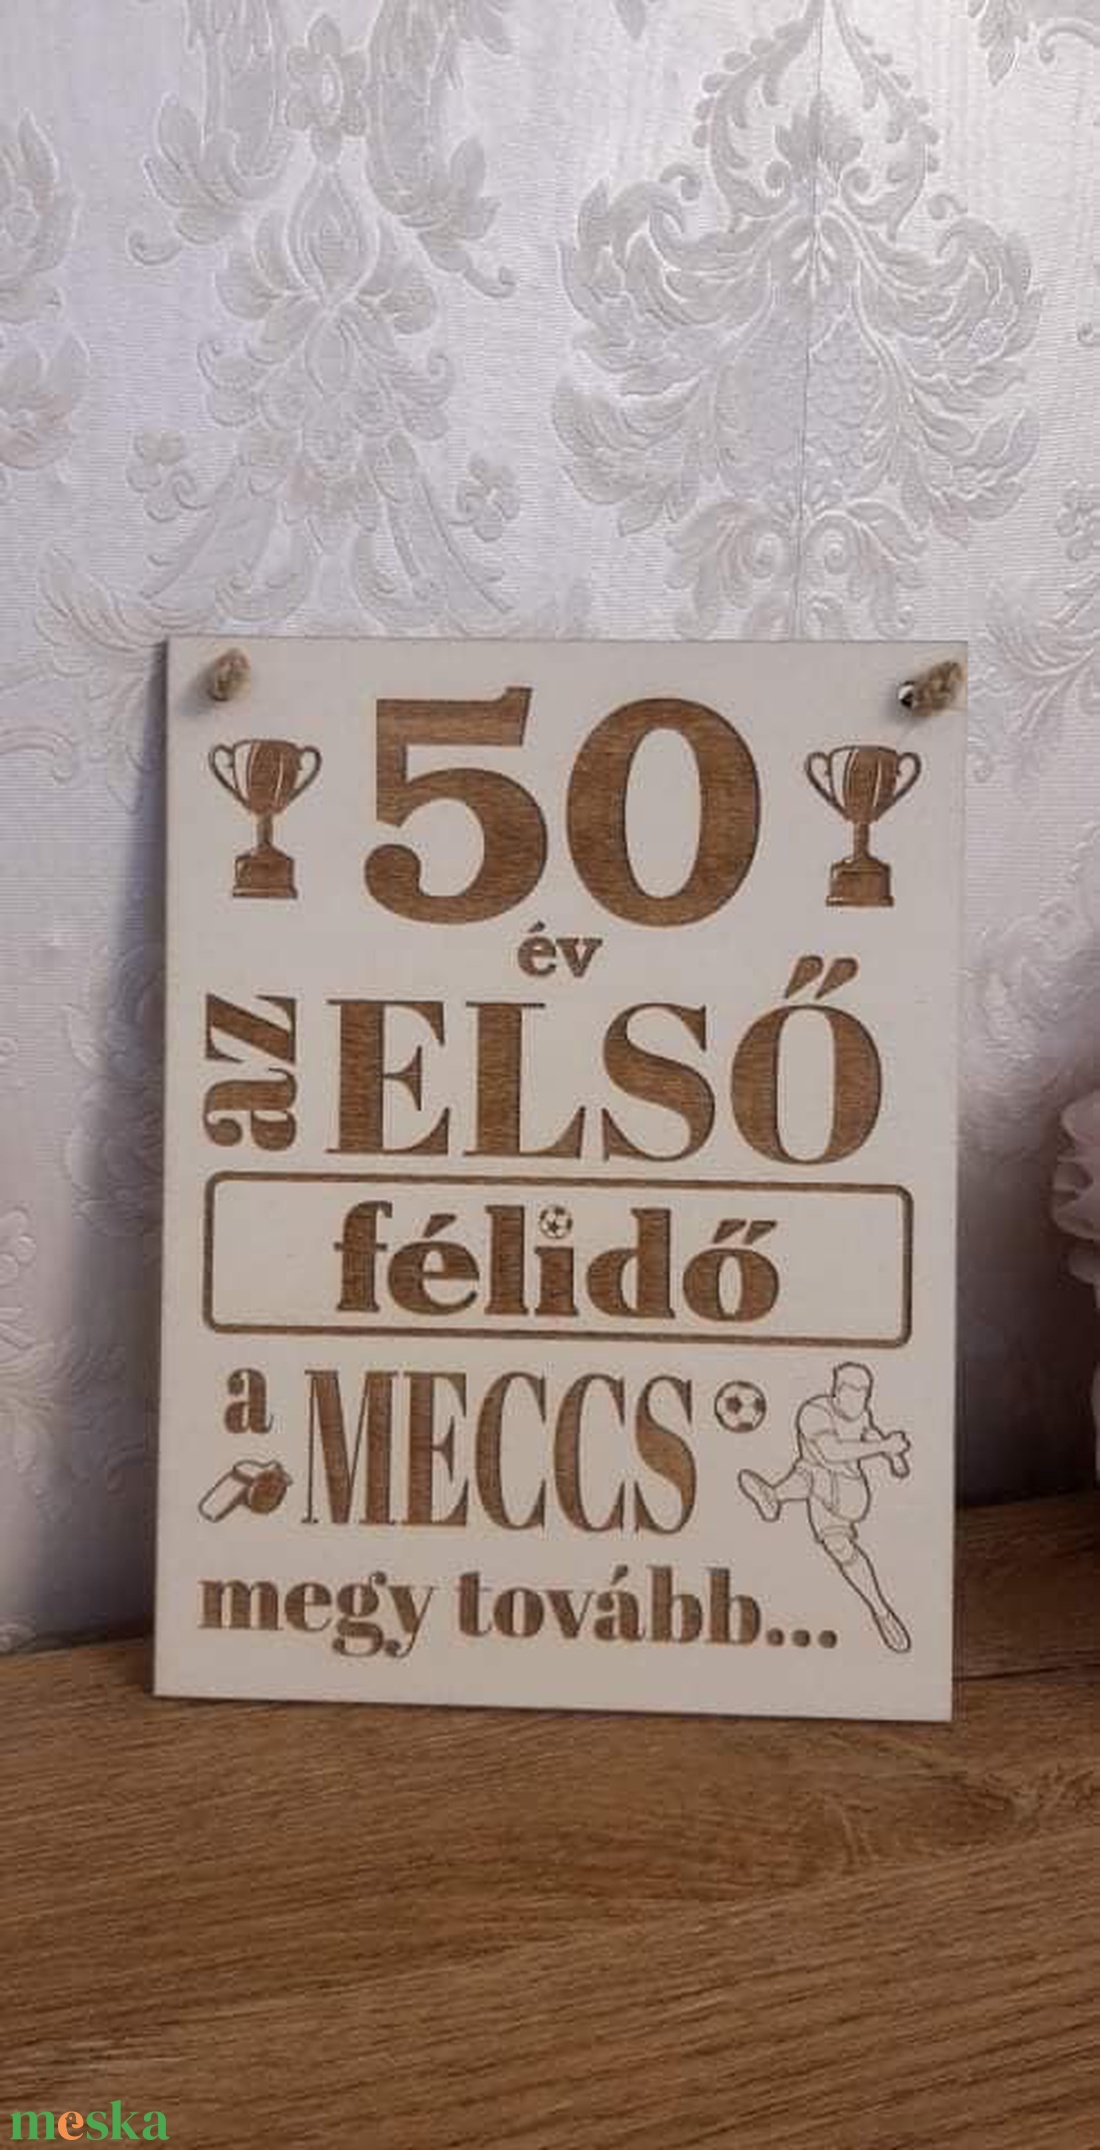 50
év
az ELSŐ
félidő
a MECCS
megy tovább...
meska